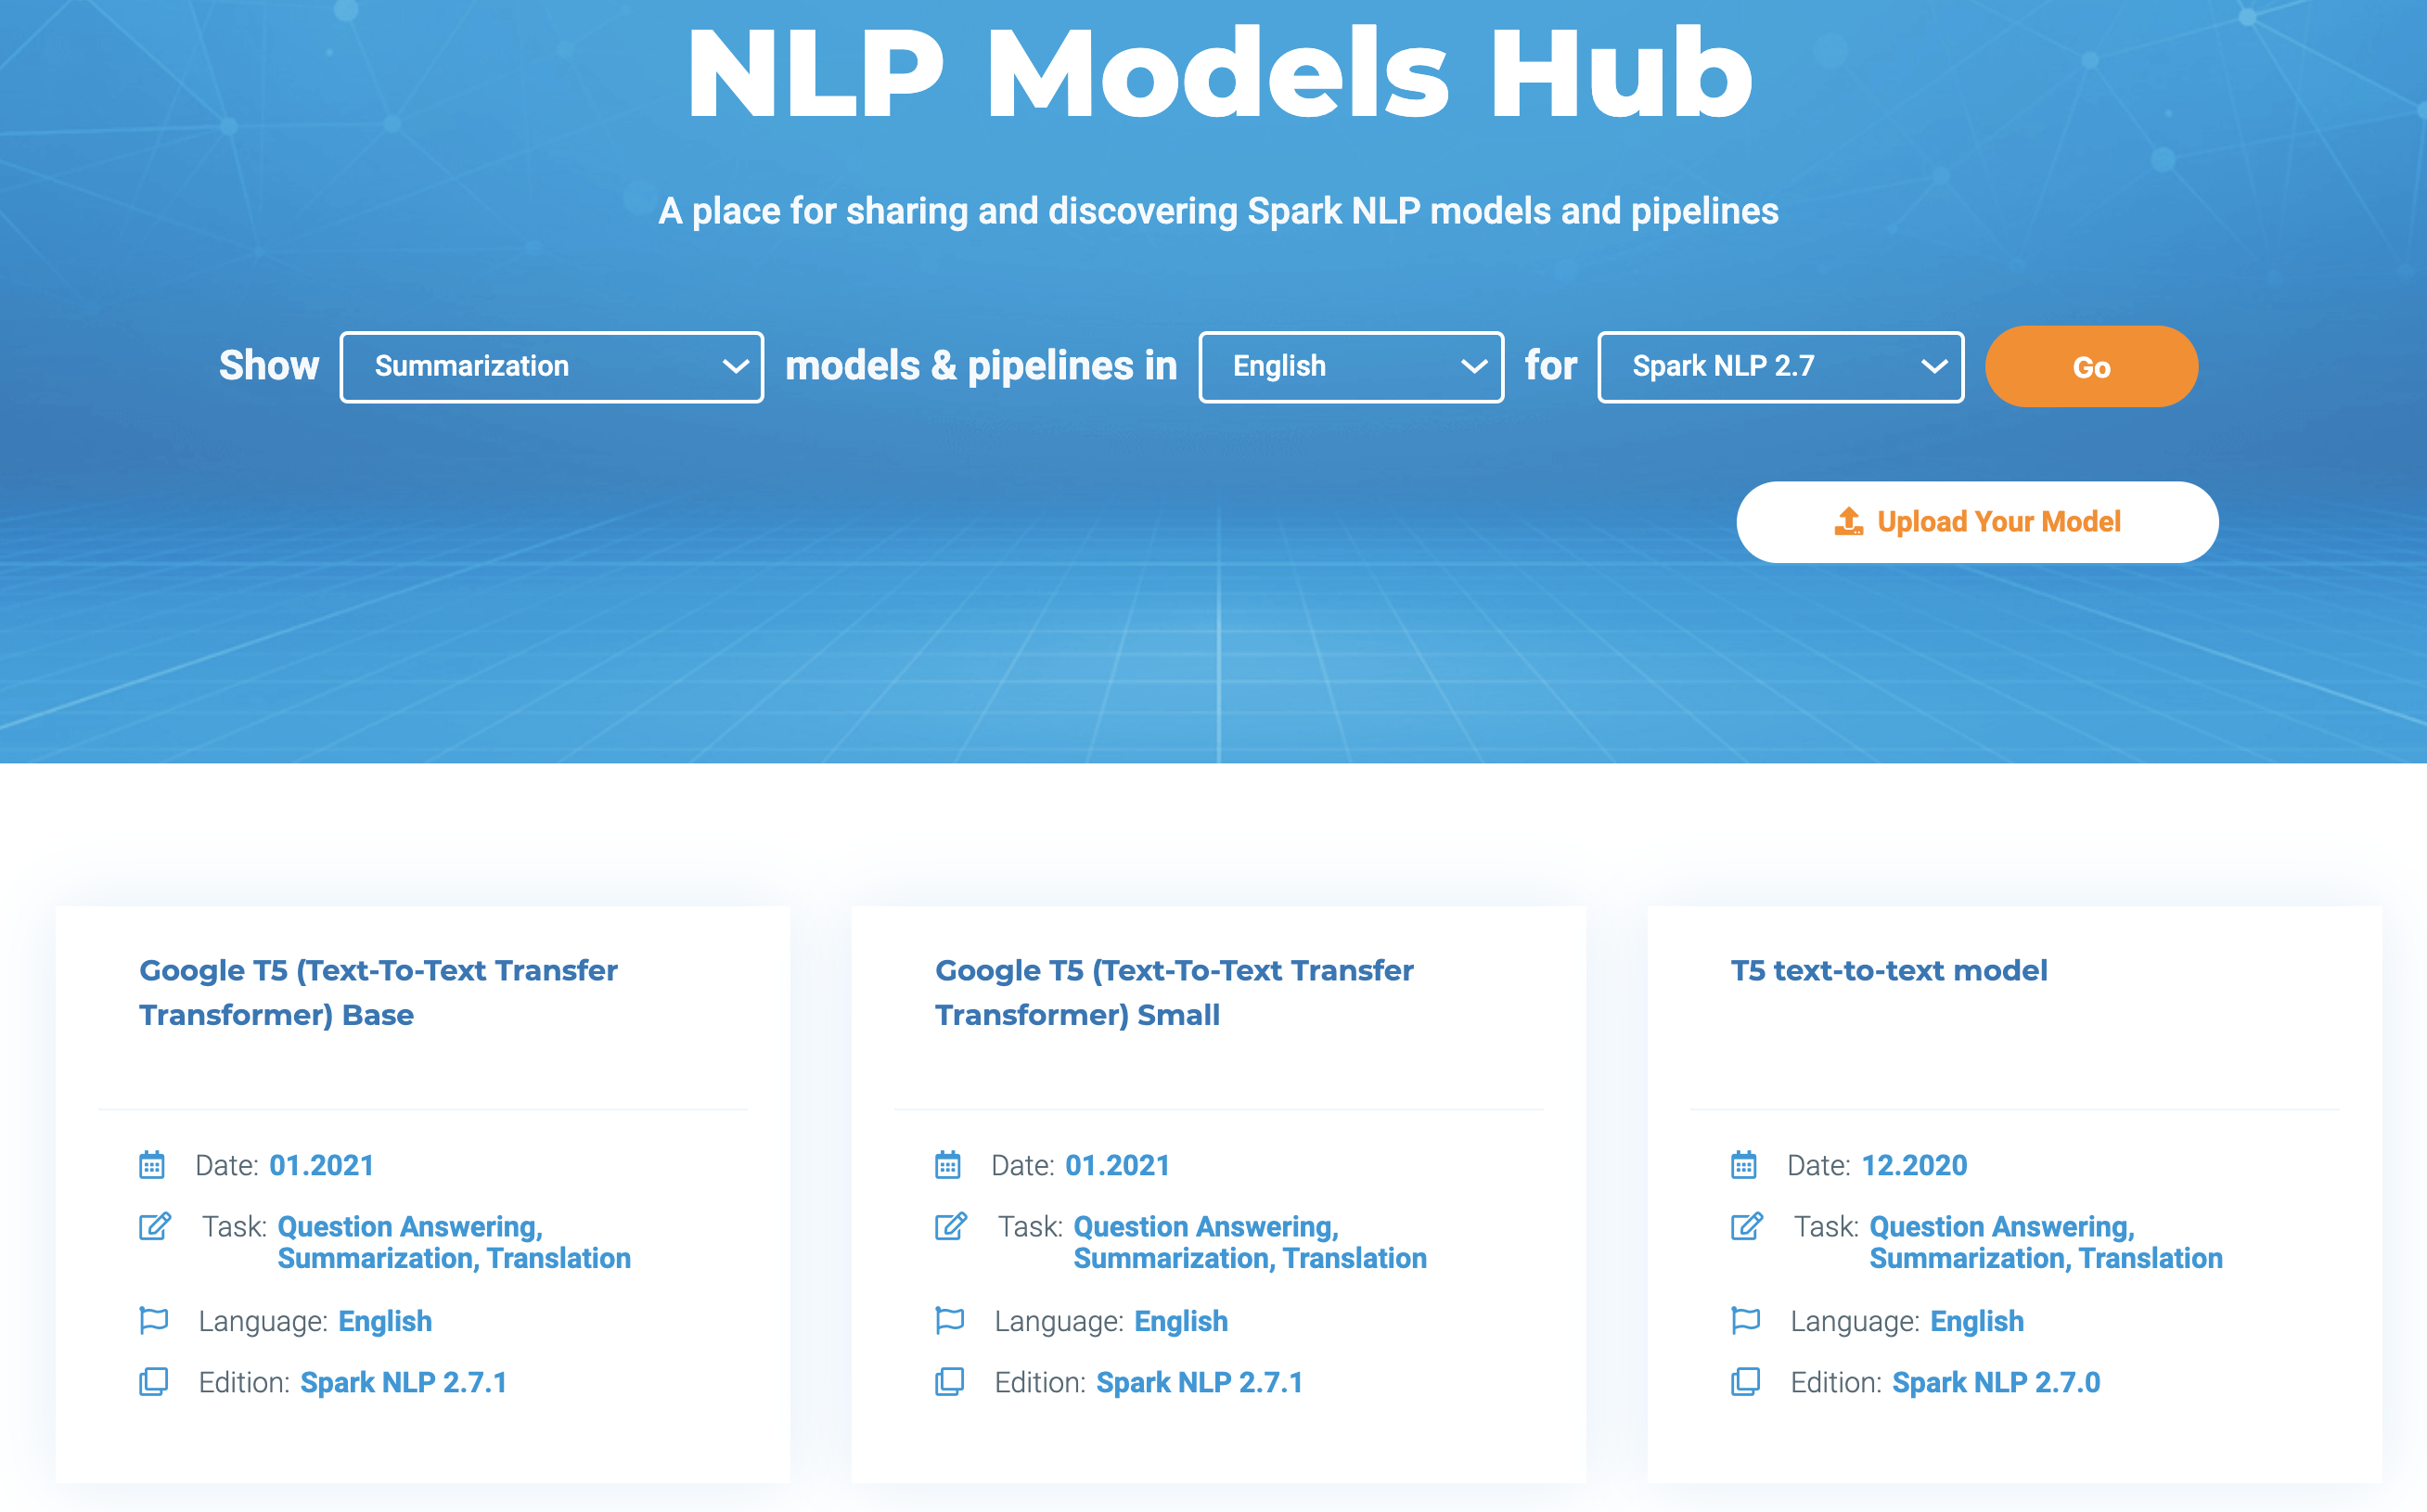 NLP Models Hub
A place for sharing and discovering Spark NLP models and pipelines
Show Summarization models & pipelines in English for Spark NLP 2.7 Go
Upload Your Model
Google T5 (Text-To-Text Transfer
Transformer) Base
Date: 01.2021
Task: Question Answering,
Summarization, Translation
Language: English
Edition: Spark NLP 2.7.1
Google T5 (Text-To-Text Transfer
Transformer) Small
Date: 01.2021
Task: Question Answering,
Summarization, Translation
Language: English
Edition: Spark NLP 2.7.1
T5 text-to-text model
Date: 12.2020
Task: Question Answering,
Summarization, Translation
Language: English
Edition: Spark NLP 2.7.0